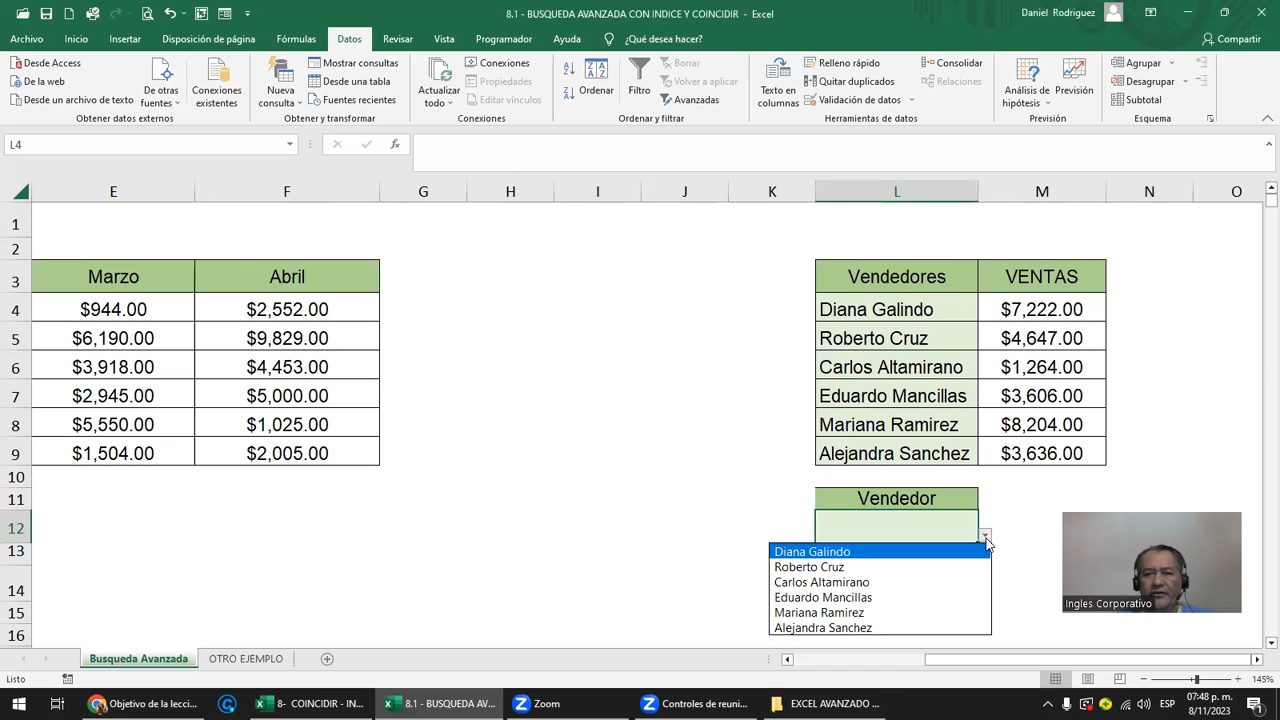 8.1 - BUSQUEDA AVANZADA CON INDICE Y COINCIDIR - Excel
Daniel Rodriguez
Archivo Inicio Insertar Disposición de página Fórmulas Datos Revisar Vista Programador Ayuda ¿Qué desea hacer? Compartir
Desde Access
De la web
Desde un archivo de texto
De otras fuentes
Conexiones existentes
Obtener datos externos
Nueva consulta
Mostrar consultas
Desde una tabla
Fuentes recientes
Obtener y transformar
Actualizar todo
Conexiones
Propiedades
Editar vínculos
Conexiones
Ordenar
Filtro
Borrar
Volver a aplicar
Avanzadas
Ordenar y filtrar
Texto en columnas
Relleno rápido
Quitar duplicados
Validación de datos
Consolidar
Relaciones
Herramientas de datos
Análisis de hipótesis
Previsión
Previsión
Agrupar
Desagrupar
Subtotal
Esquema
L4
fx
E F G H I J K L M N O
1
2
3 Marzo Abril Vendedores VENTAS
4 $944.00 $2,552.00 Diana Galindo $7,222.00
5 $6,190.00 $9,829.00 Roberto Cruz $4,647.00
6 $3,918.00 $4,453.00 Carlos Altamirano $1,264.00
7 $2,945.00 $5,000.00 Eduardo Mancillas $3,606.00
8 $5,550.00 $1,025.00 Mariana Ramirez $8,204.00
9 $1,504.00 $2,005.00 Alejandra Sanchez $3,636.00
10
11 Vendedor
12
13 Diana Galindo
Roberto Cruz
14 Carlos Altamirano
Eduardo Mancillas
15 Mariana Ramirez
16 Alejandra Sanchez
Ingles Corporativo
Busqueda Avanzada OTRO EJEMPLO
Listo
145%
Objetivo de la lecci...
8- COINCIDIR - IN...
8.1 - BUSQUEDA AV...
Zoom
Controles de reuni...
EXCEL AVANZADO ...
ESP
07:48 p. m.
8/11/2023